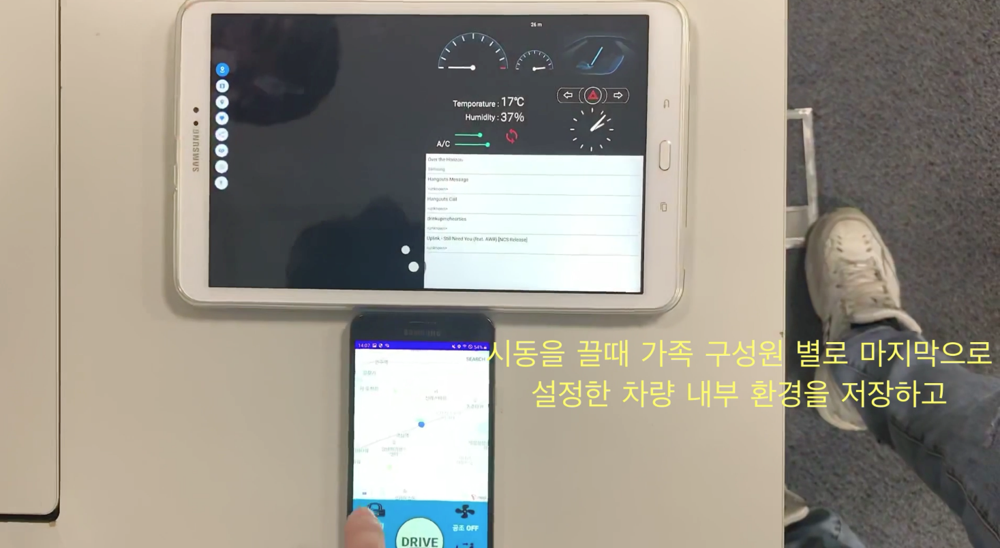 26 m
SAMSUNG
Temporature : 17℃
Humidity : 37%
A/C
Over the Horizon
Samsung
Hangouts Message
<unknown>
Hangouts Call
<unknown>
drinkupmehearties
<unknown>
Uplink - Still Need You (feat. AWR) [NCS Release]
<unknown>
SAMSUNG
14:07
54%
SEARCH
시동을 끌때 가족 구성원 별로 마지막으로
설정한 차량 내부 환경을 저장하고
공조 OFF
DRIVE